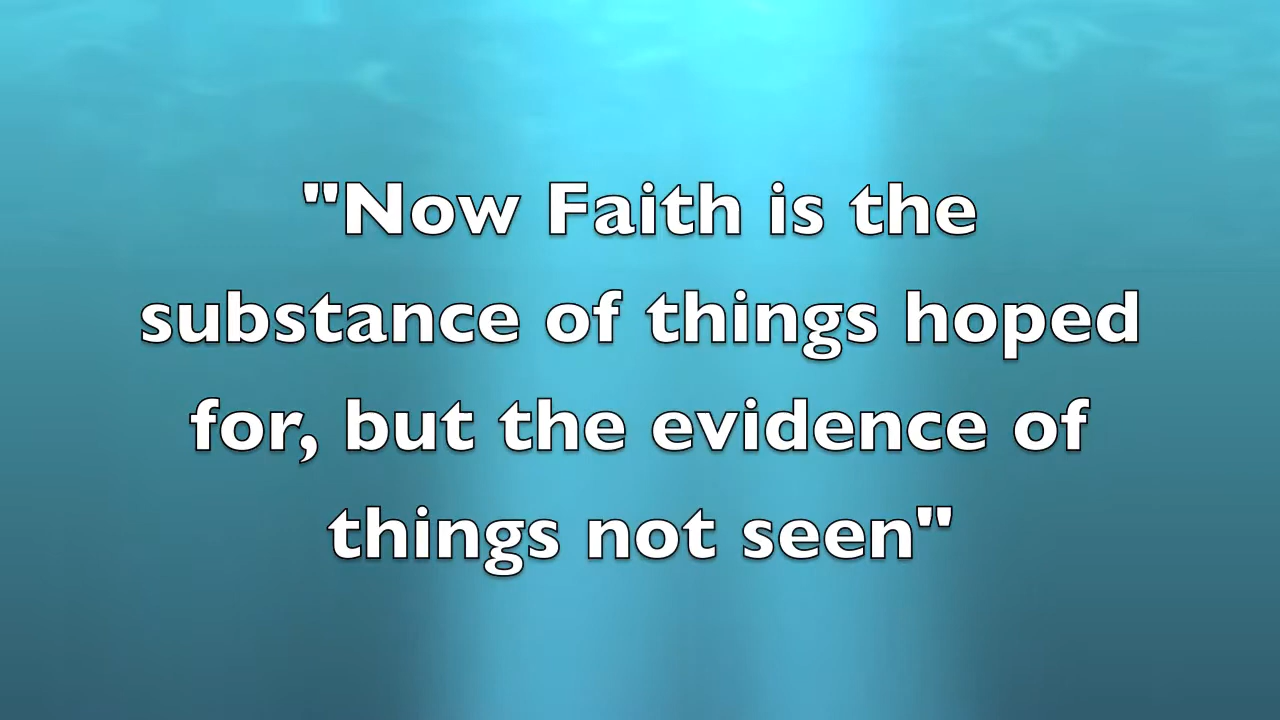 "Now Faith is the
substance of things hoped
for, but the evidence of
things not seen"